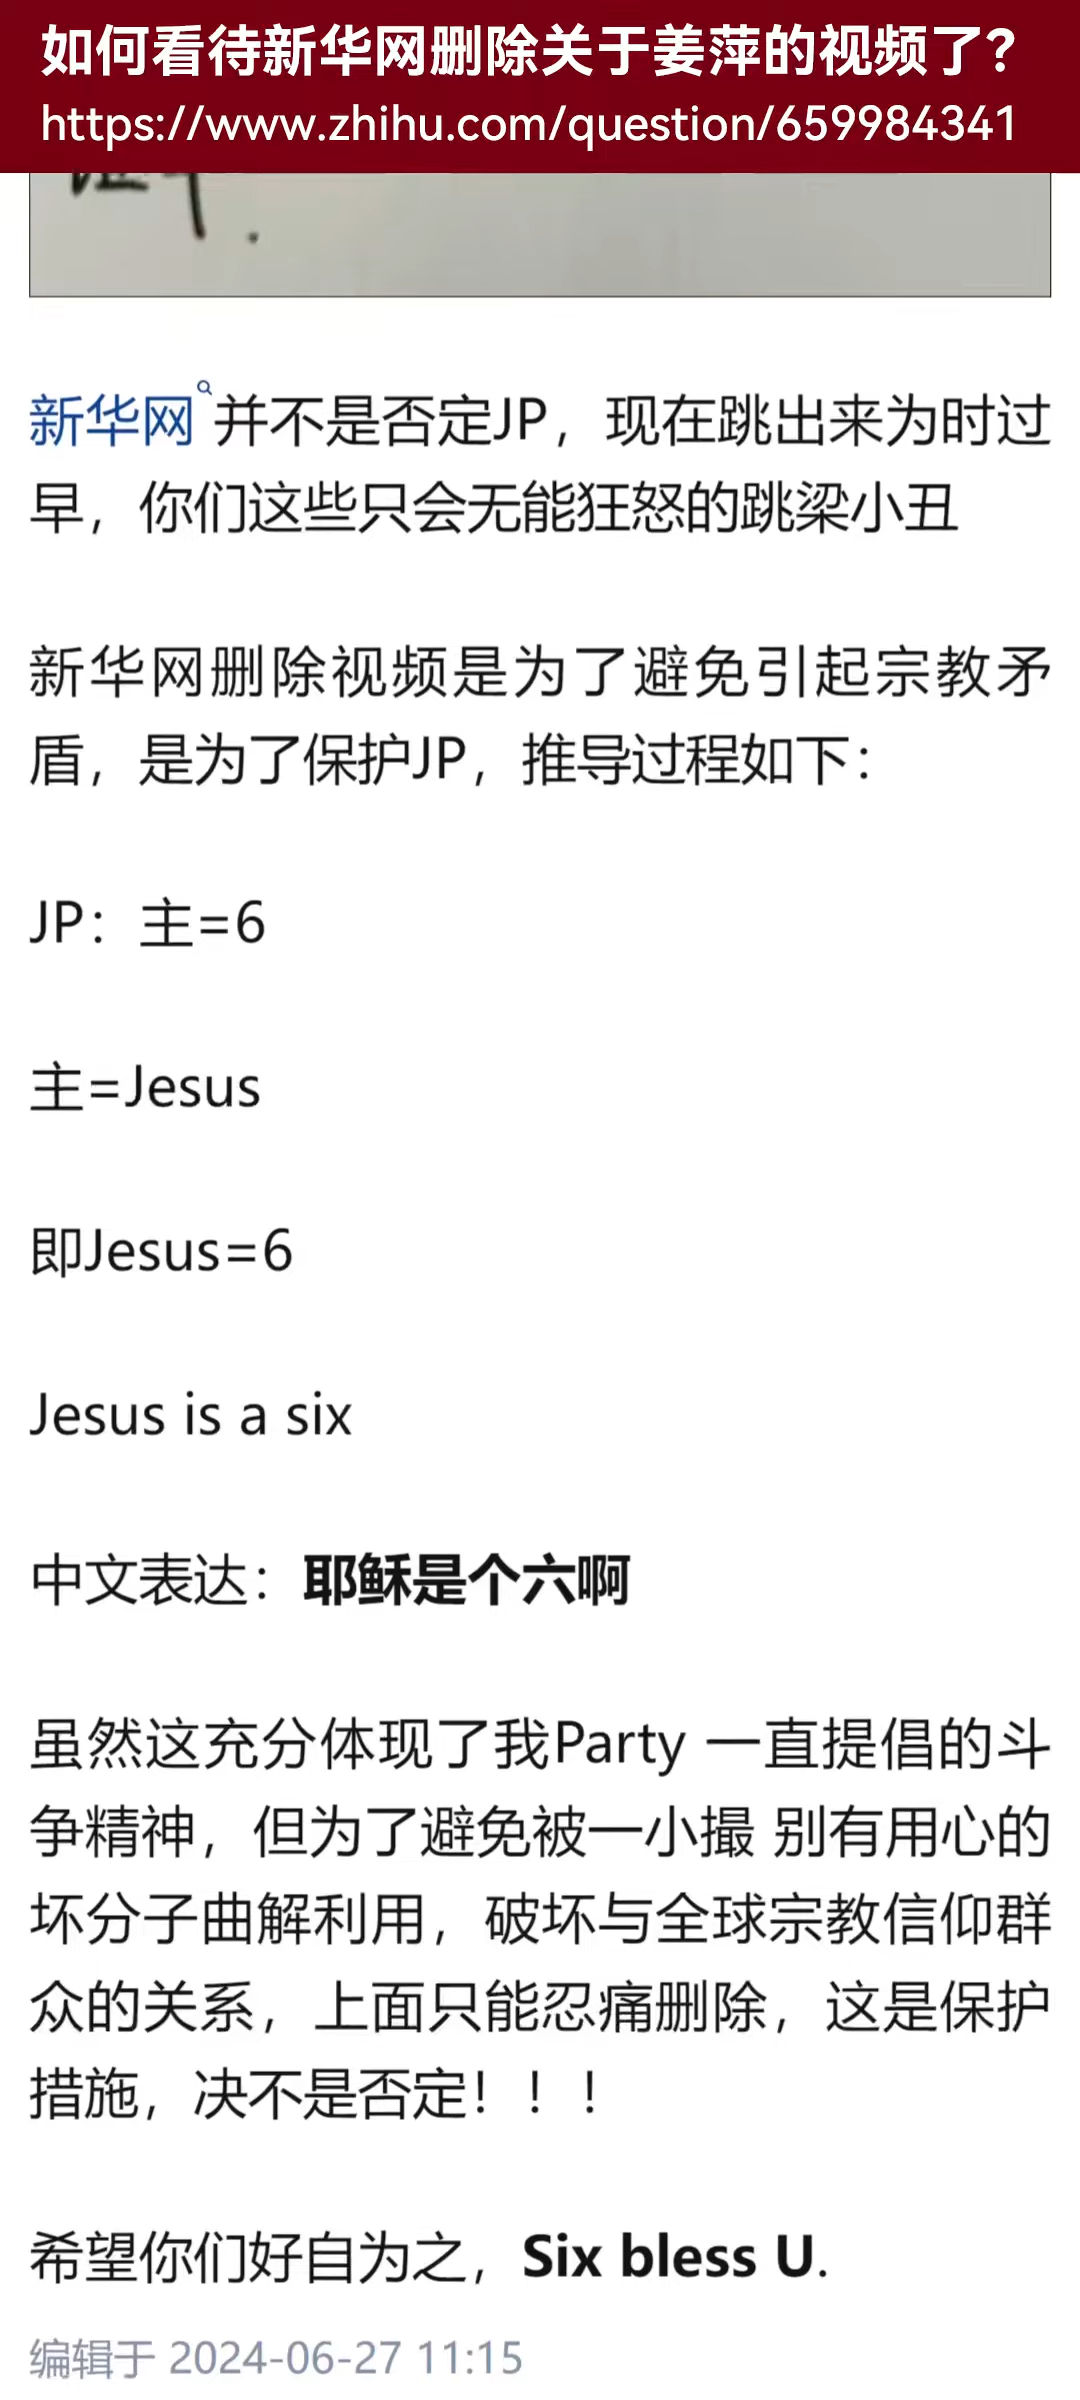 如何看待新华网删除关于姜萍的视频了？
https://www.zhihu.com/question/659984341
新华网并不是否定JP，现在跳出来为时过
早，你们这些只会无能狂怒的跳梁小丑
新华网删除视频是为了避免引起宗教矛
盾，是为了保护JP，推导过程如下：
JP：主=6
主=Jesus
即Jesus=6
Jesus is a six
中文表达：耶稣是个六啊
虽然这充分体现了我Party 一直提倡的斗
争精神，但为了避免被一小撮 别有用心的
坏分子曲解利用，破坏与全球宗教信仰群
众的关系，上面只能忍痛删除，这是保护
措施，决不是否定！！！
希望你们好自为之，Six bless U.
编辑于 2024-06-27 11:15